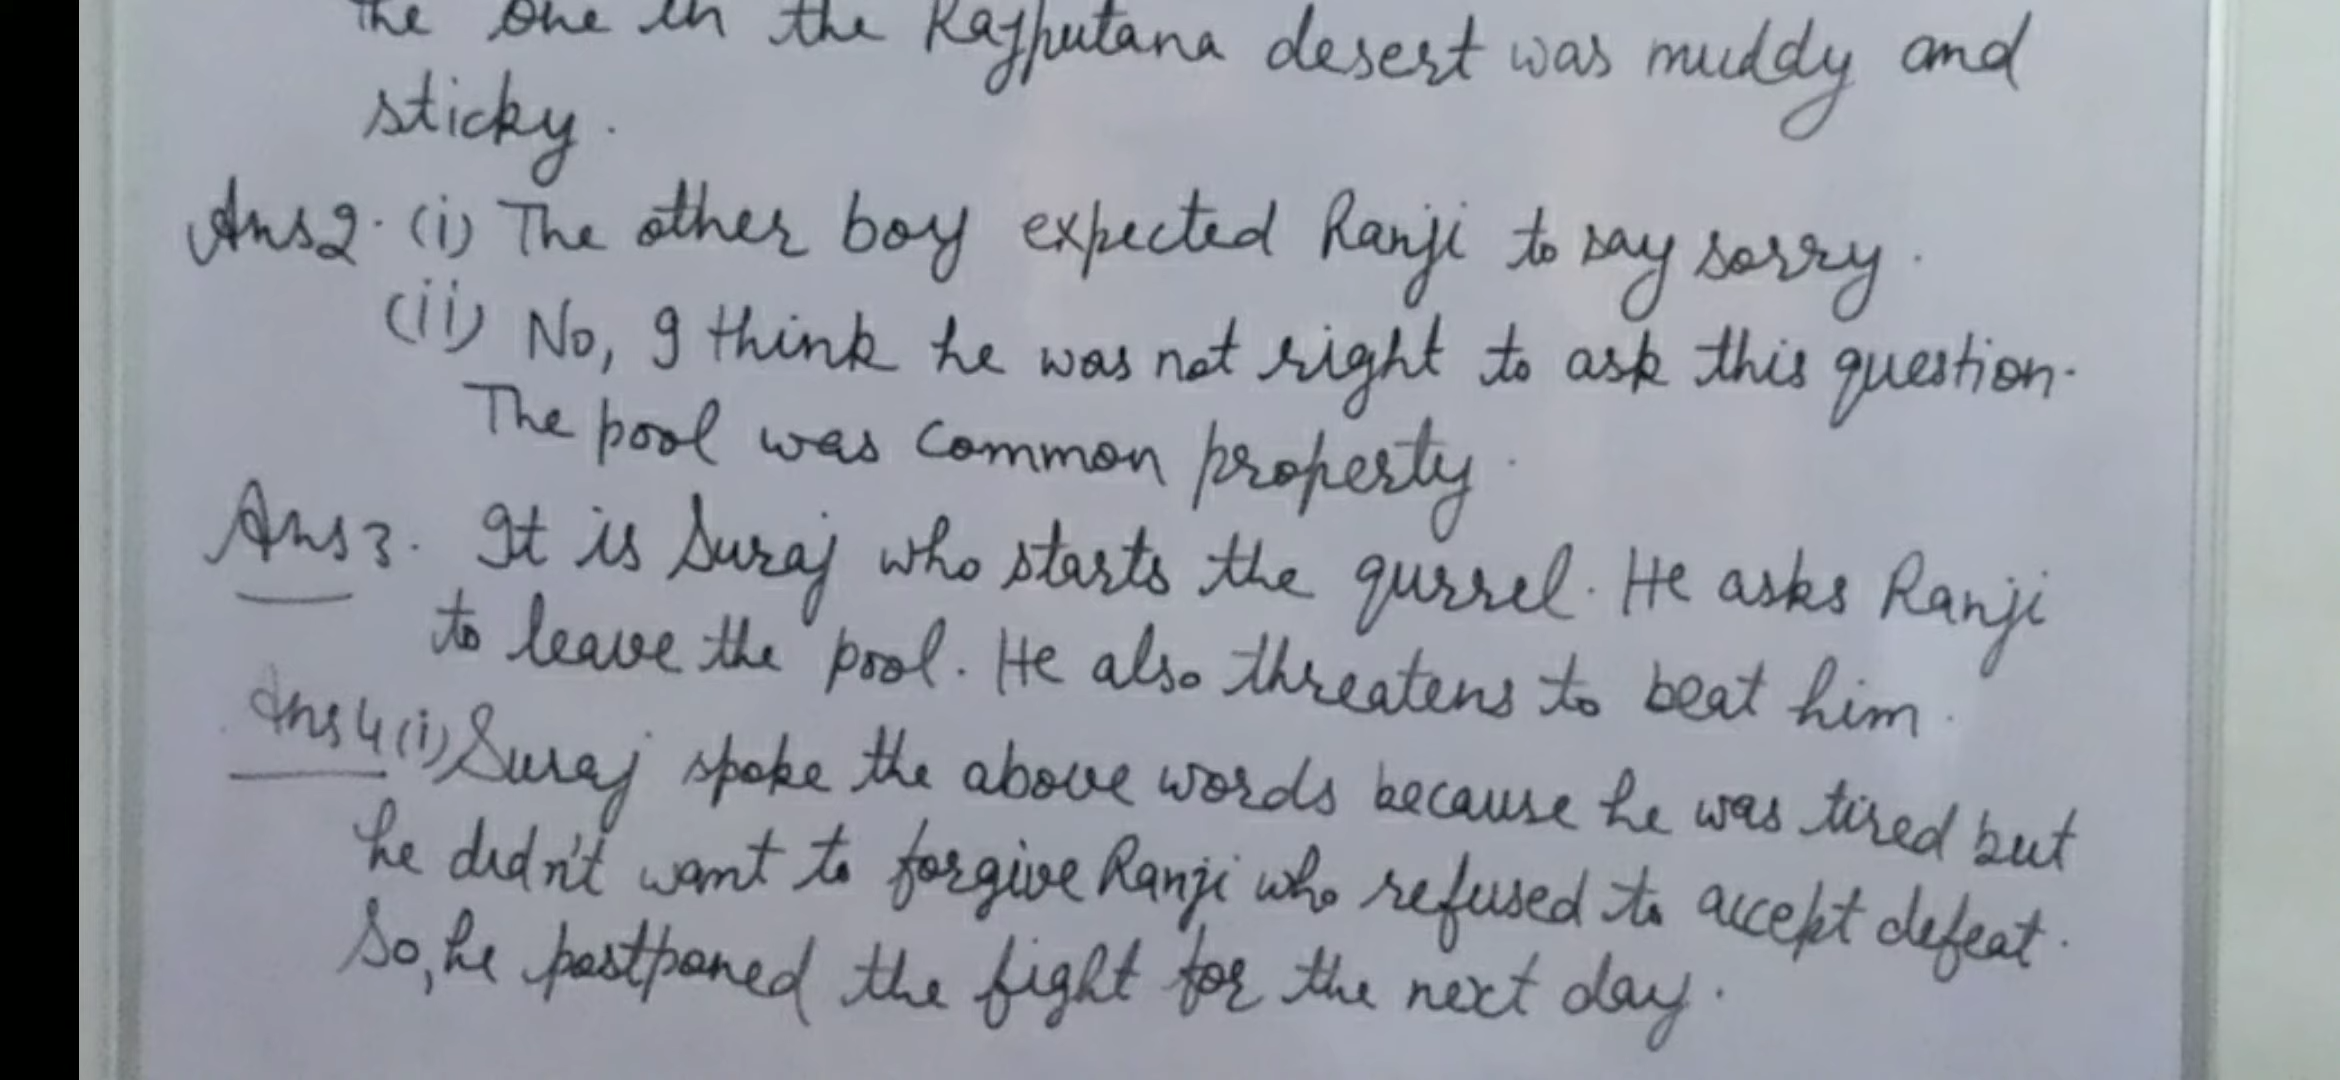 the one in the Rajputana desert was muddy and
sticky.
Ans2. (i) The other boy expected Ranji to say sorry.
(ii) No, I think he was not right to ask this question.
The pool was common property.
Ans3. It is Suraj who starts the qurrel. He asks Ranji
to leave the pool. He also threatens to beat him.
Ans4(i) Suraj spoke the above words because he was tired but
he didn't want to forgive Ranji who refused to accept defeat.
So, he postponed the fight for the next day.